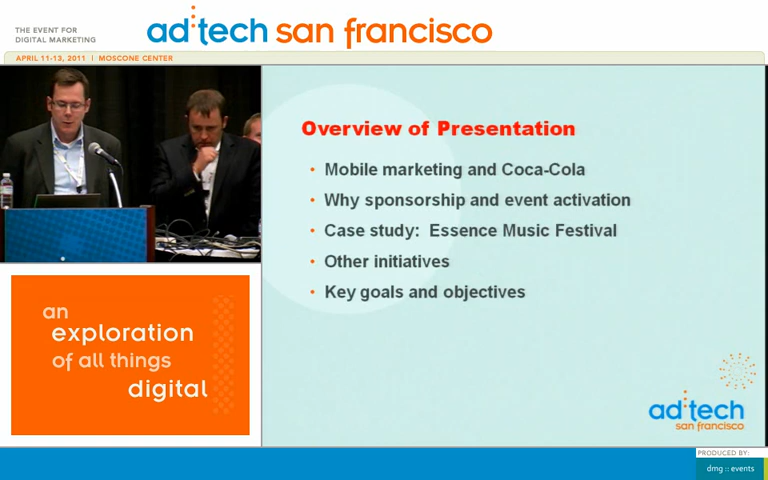 THE EVENT FOR
DIGITAL MARKETING
ad:tech san francisco
APRIL 11-13, 2011 | MOSCONE CENTER
Overview of Presentation
• Mobile marketing and Coca-Cola
• Why sponsorship and event activation
• Case study: Essence Music Festival
• Other initiatives
• Key goals and objectives
an
exploration
of all things
digital
ad:tech
san francisco
PRODUCED BY:
dmg :: events